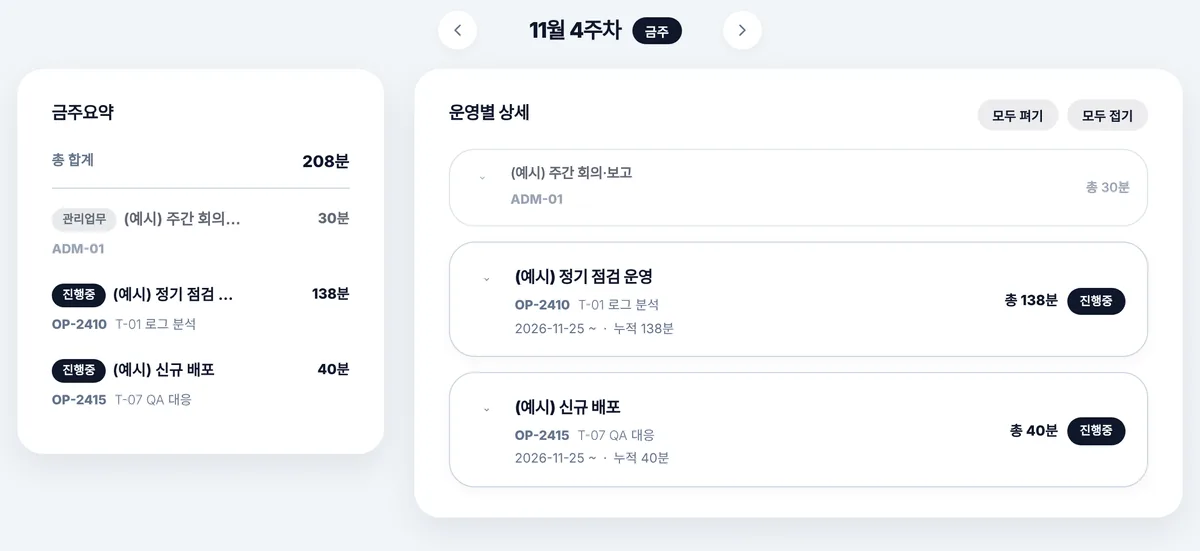 11월 4주차 금주
금주요약
총 합계 208분
관리업무 (예시) 주간 회의... 30분
ADM-01
진행중 (예시) 정기 점검 ... 138분
OP-2410 T-01 로그 분석
진행중 (예시) 신규 배포 40분
OP-2415 T-07 QA 대응
운영별 상세 모두 펴기 모두 접기
(예시) 주간 회의·보고
ADM-01
총 30분
(예시) 정기 점검 운영
OP-2410 T-01 로그 분석
2026-11-25 ~ · 누적 138분
총 138분 진행중
(예시) 신규 배포
OP-2415 T-07 QA 대응
2026-11-25 ~ · 누적 40분
총 40분 진행중